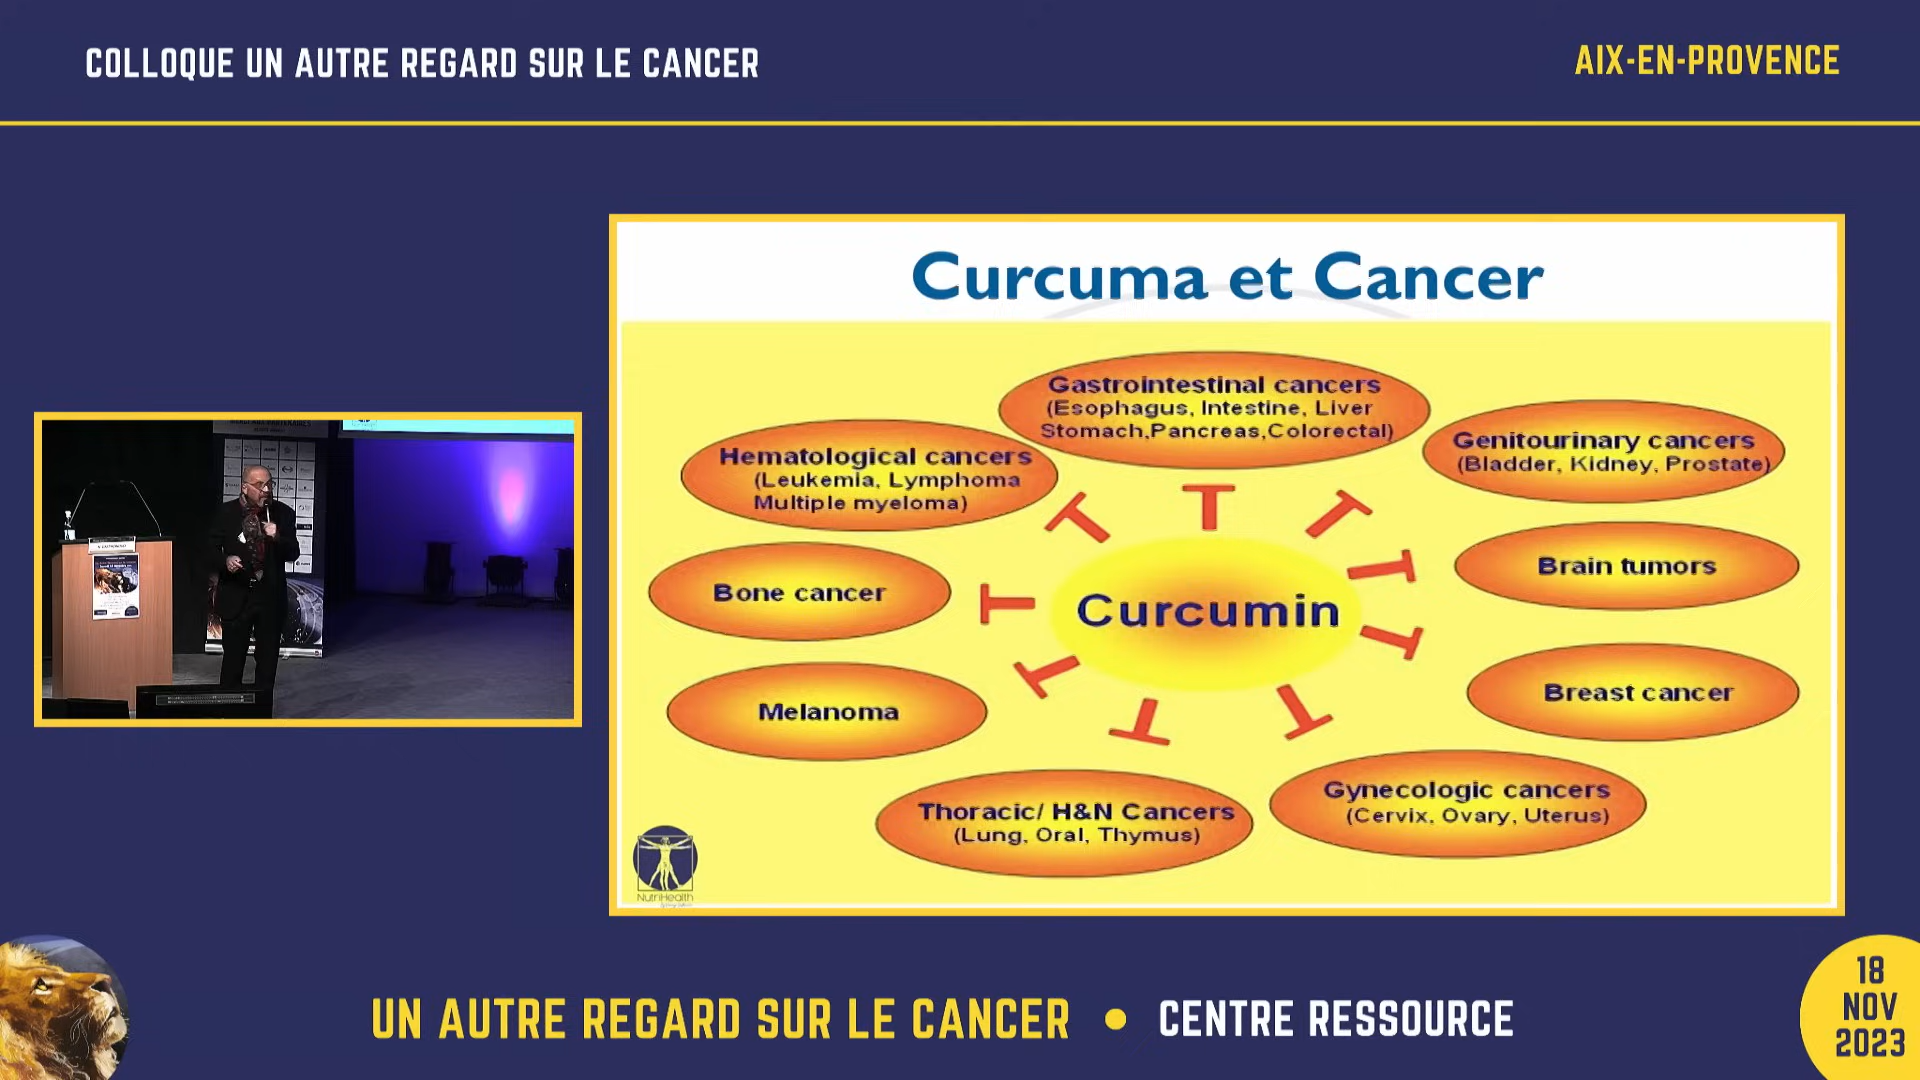 COLLOQUE UN AUTRE REGARD SUR LE CANCER
AIX-EN-PROVENCE
Curcuma et Cancer
Gastrointestinal cancers
(Esophagus, Intestine, Liver
Stomach,Pancreas,Colorectal)
Hematological cancers
(Leukemia, Lymphoma
Multiple myeloma)
Genitourinary cancers
(Bladder, Kidney, Prostate)
Bone cancer
Curcumin
Brain tumors
Melanoma
Breast cancer
Thoracic/ H&N Cancers
(Lung, Oral, Thymus)
Gynecologic cancers
(Cervix, Ovary, Uterus)
NutriHealth
UN AUTRE REGARD SUR LE CANCER • CENTRE RESSOURCE
18
NOV
2023